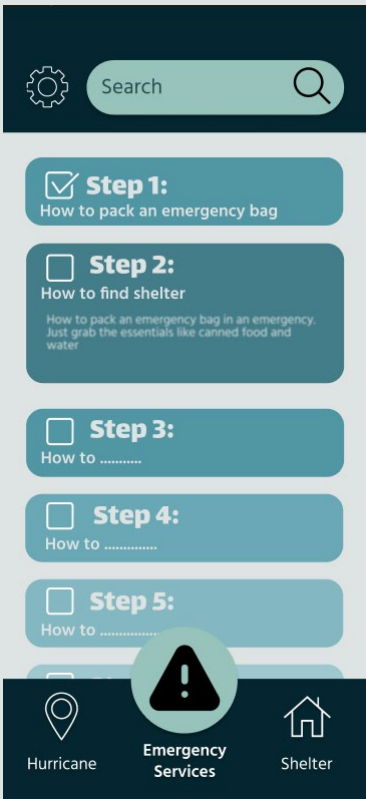 Search
Step 1:
How to pack an emergency bag
Step 2:
How to find shelter
How to pack an emergency bag in an emergency.
Just grab the essentials like canned food and
water
Step 3:
How to ...........
Step 4:
How to ..............
Step 5:
How to ...............
Hurricane
Emergency
Services
Shelter